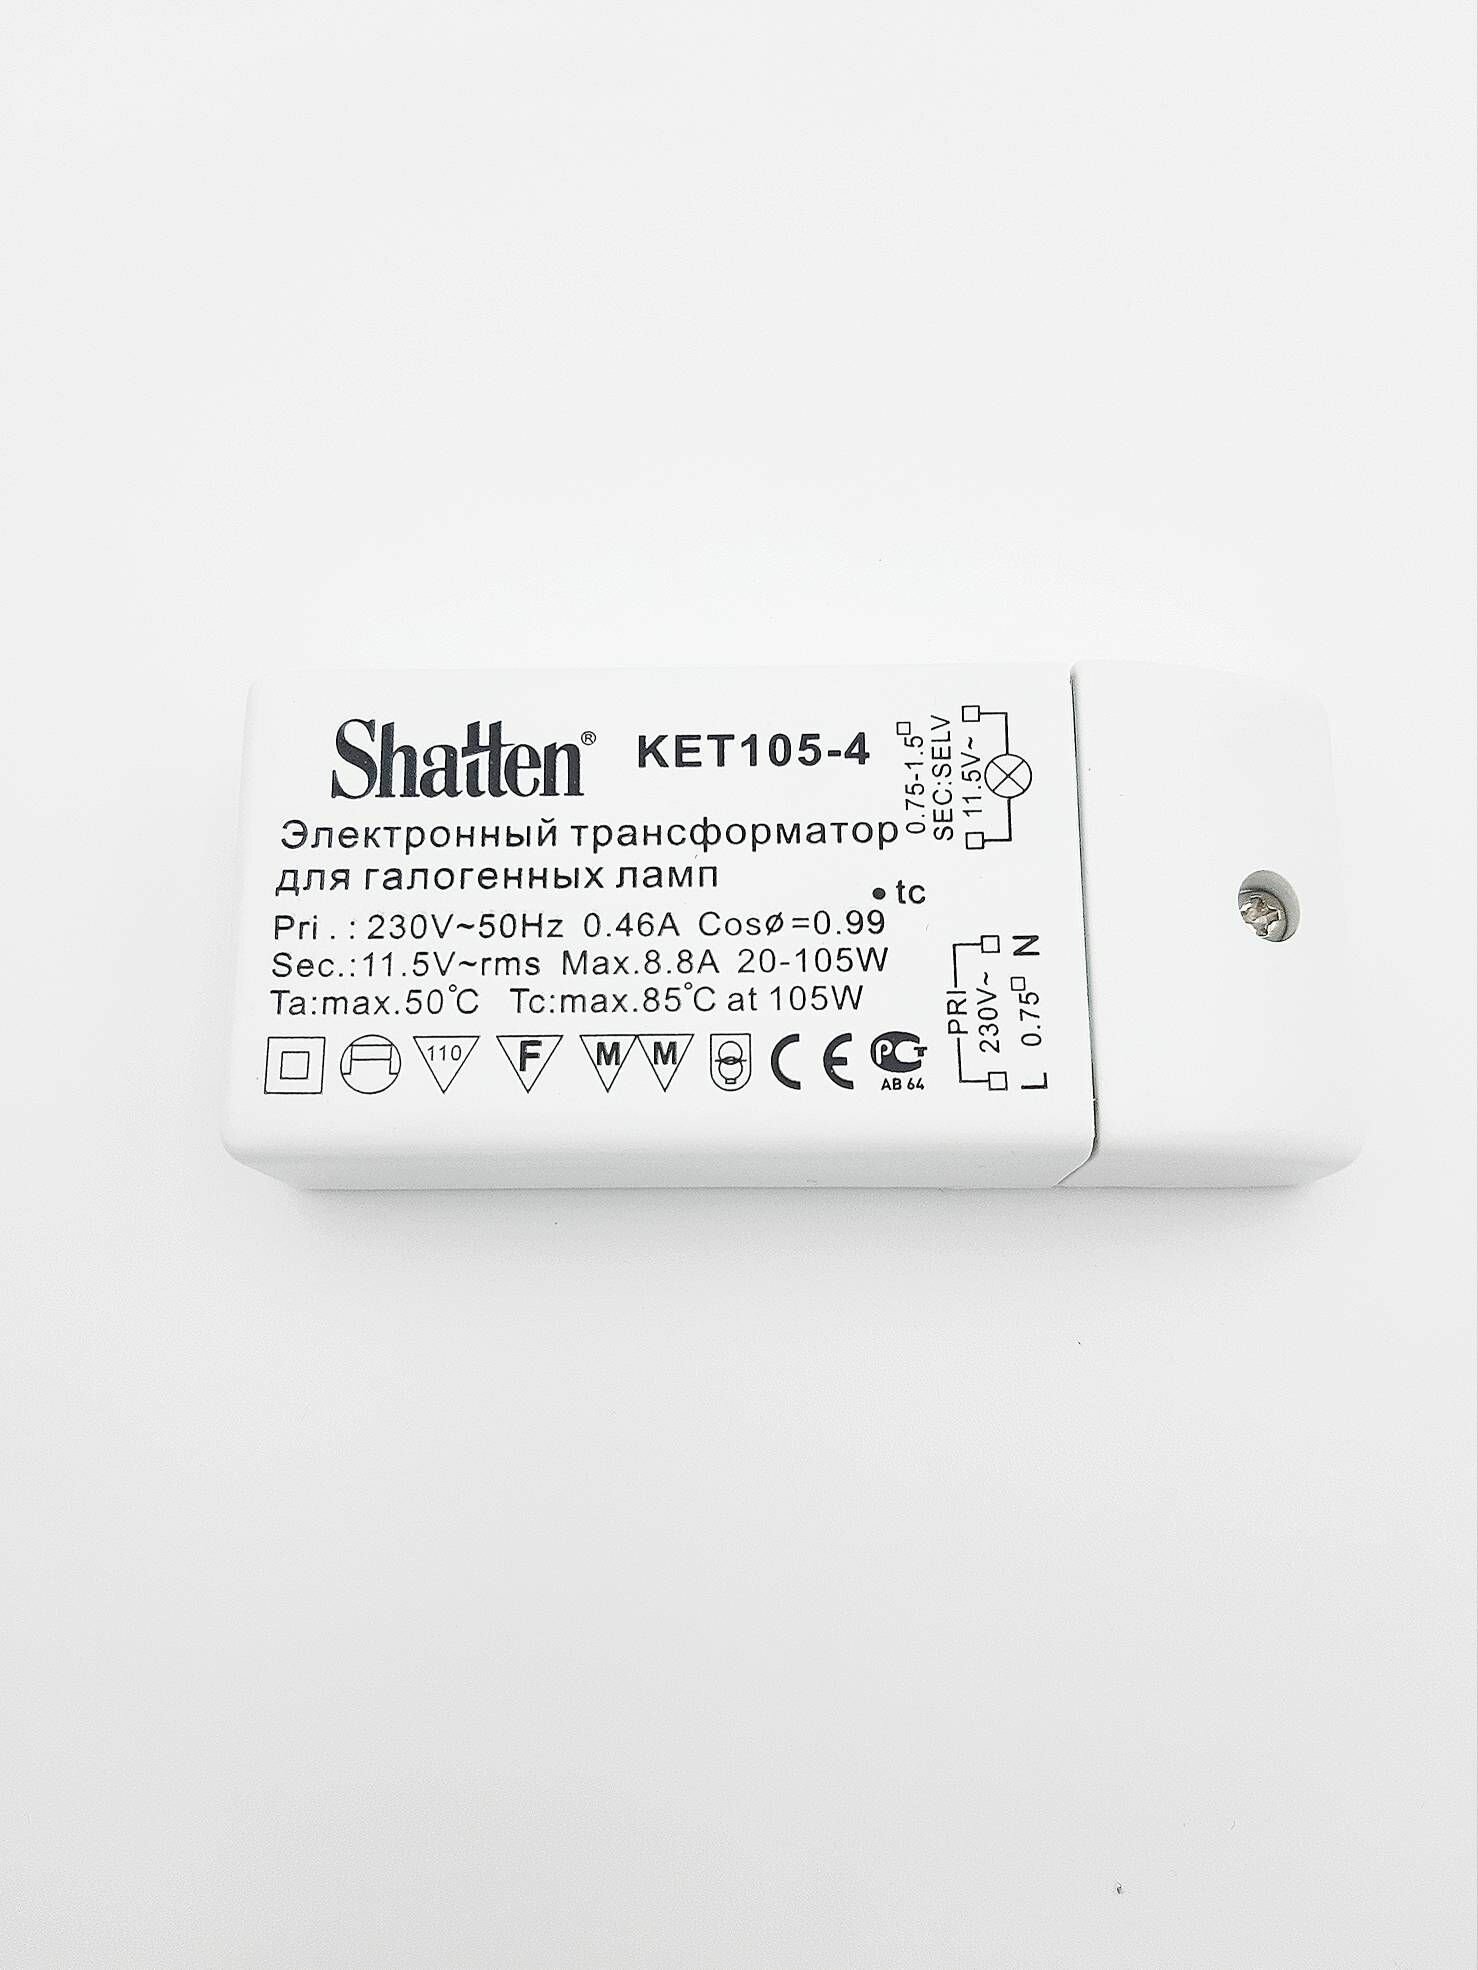 Shatten® KET105-4
Электронный трансформатор
для галогенных ламп
• tc
Pri.: 230V~50Hz 0.46A Cosø=0.99
Sec.:11.5V~rms Max.8.8A 20-105W
Ta:max.50°C Tc:max.85°C at 105W
110 F M M CE РСТ
АВ 64
0.75-1.5□
SEC:SELV
11.5V~
PRI
230V~
L 0.75□ N